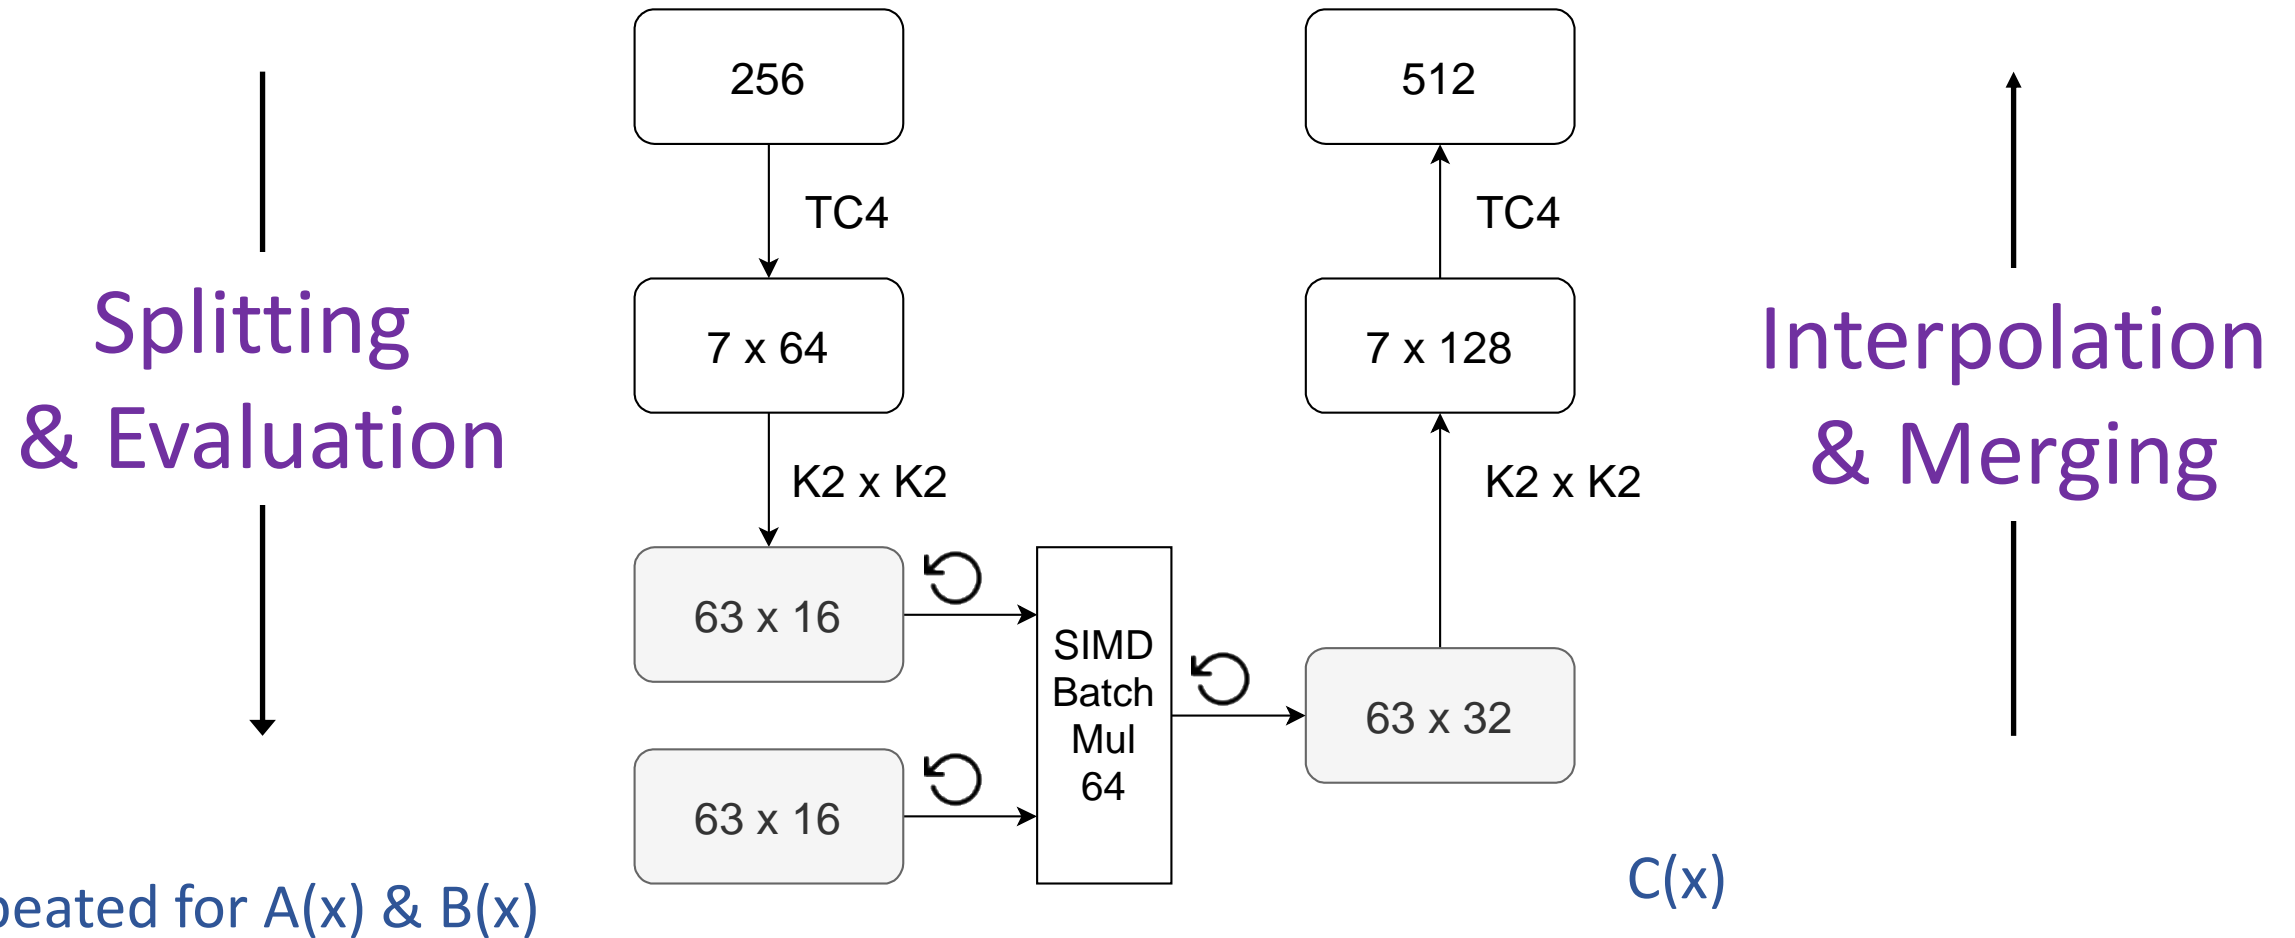 256
512
TC4
TC4
Splitting
& Evaluation
7 x 64
7 x 128
Interpolation
& Merging
K2 x K2
K2 x K2
63 x 16
63 x 16
SIMD
Batch
Mul
64
63 x 32
for A(x) & B(x)
C(x)